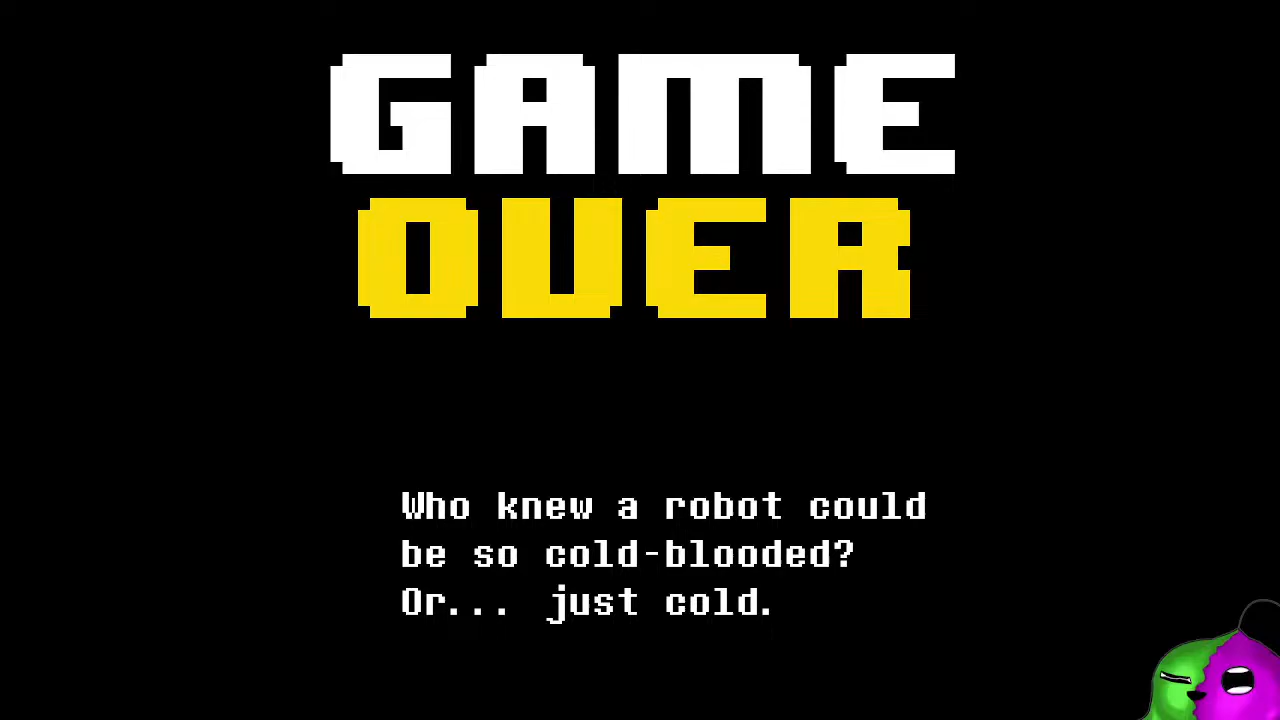 GAME
OVER
Who knew a robot could
be so cold-blooded?
Or... just cold.